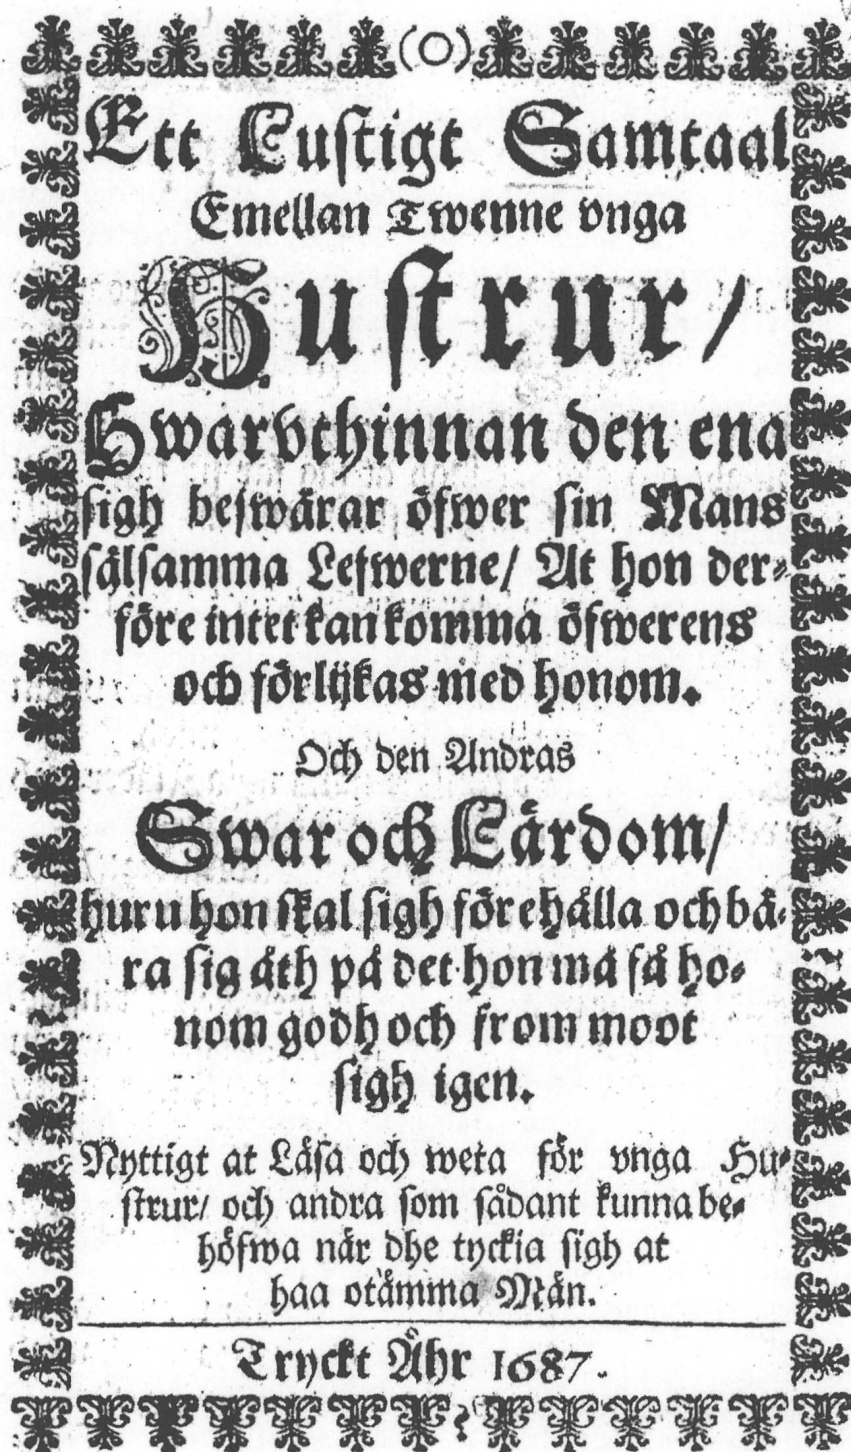 (O)
Ett Lustigt Samtaal
Emellan Twenne vnga
Hustrur/
Hwarvthinnan den ena
sigh beswärar öfwer sin Mans
sälsamma Lefwerne/ At hon der-
före intet kan komma öfwerens
och förlijkas med honom.
Och den Andras
Swar och Lärdom/
huru hon skal sigh förehålla och bä-
ra sig åth på det hon må få ho-
nom godh och from moot
sigh igen.
Nyttigt at Läsa och weta för vnga Hu-
strur/ och andra som sådant kunna be-
höfwa när dhe tyckia sigh at
haa otämma Män.
Tryckt Åhr 1687.